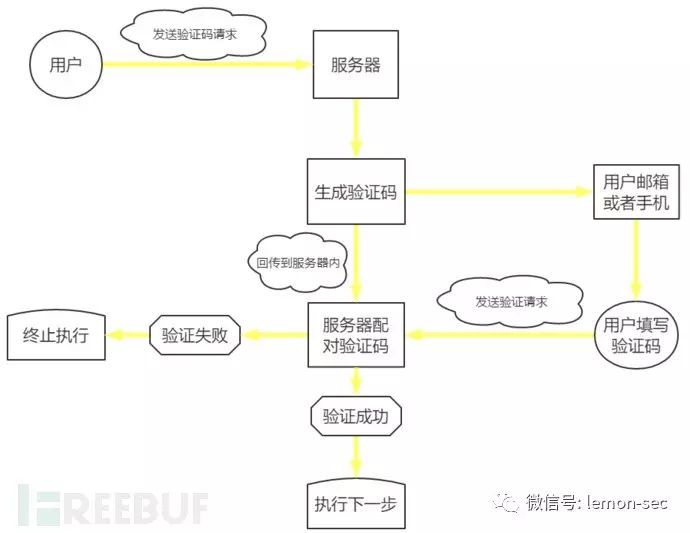 发送验证码请求
用户
服务器
生成验证码
用户邮箱
或者手机
回传到服务器内
发送验证请求
终止执行
验证失败
服务器配
对验证码
用户填写
验证码
验证成功
执行下一步
FREEBUF
微信号: lemon-sec